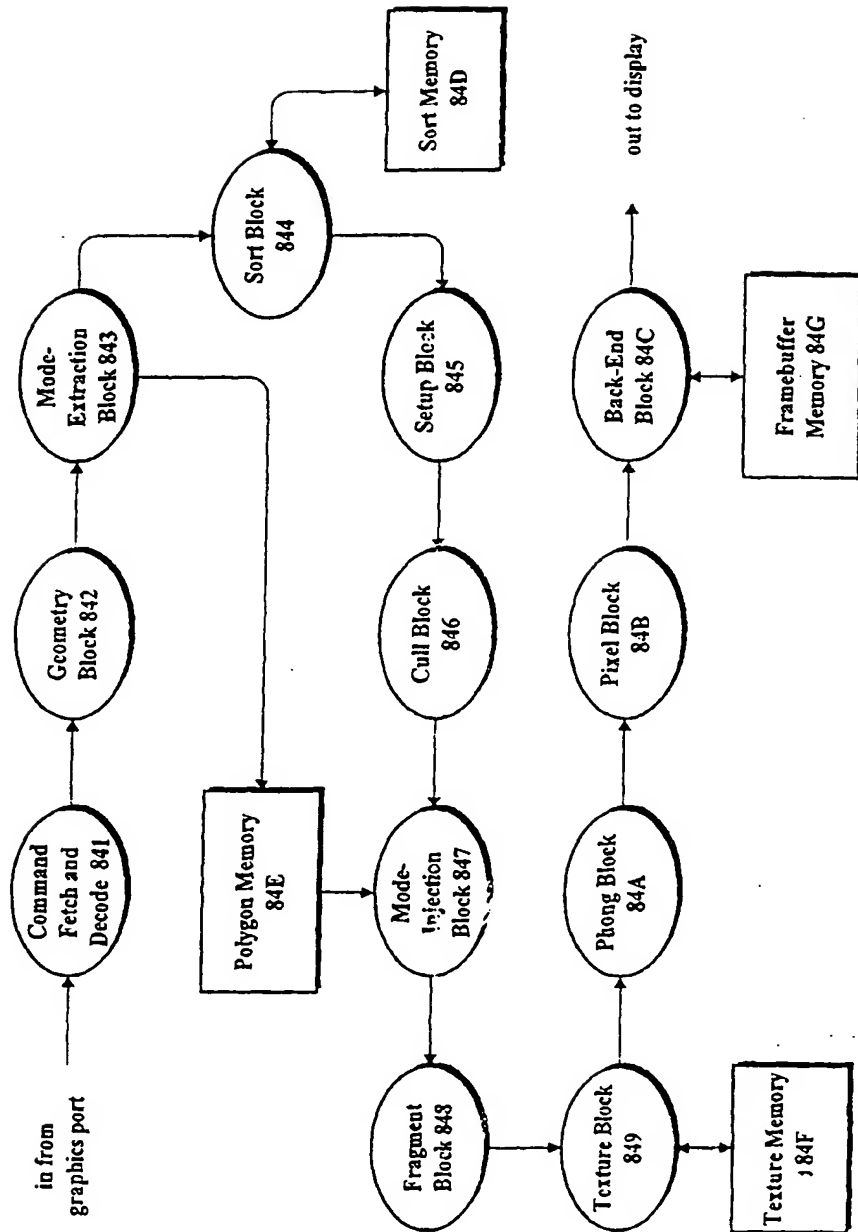 in from
graphics port
Command
Fetch and
Decode 841
Geometry
Block 842
Mode-
Extraction
Block 843
Sort Block
844
Sort Memory
84D
Polygon Memory
84E
Mode-
Injection
Block 847
Cull Block
846
Setup Block
845
Fragment
Block 848
Texture Block
849
Phong Block
84A
Pixel Block
84B
Back-End
Block 84C
out to display
Texture Memory
84F
Framebuffer
Memory 84G